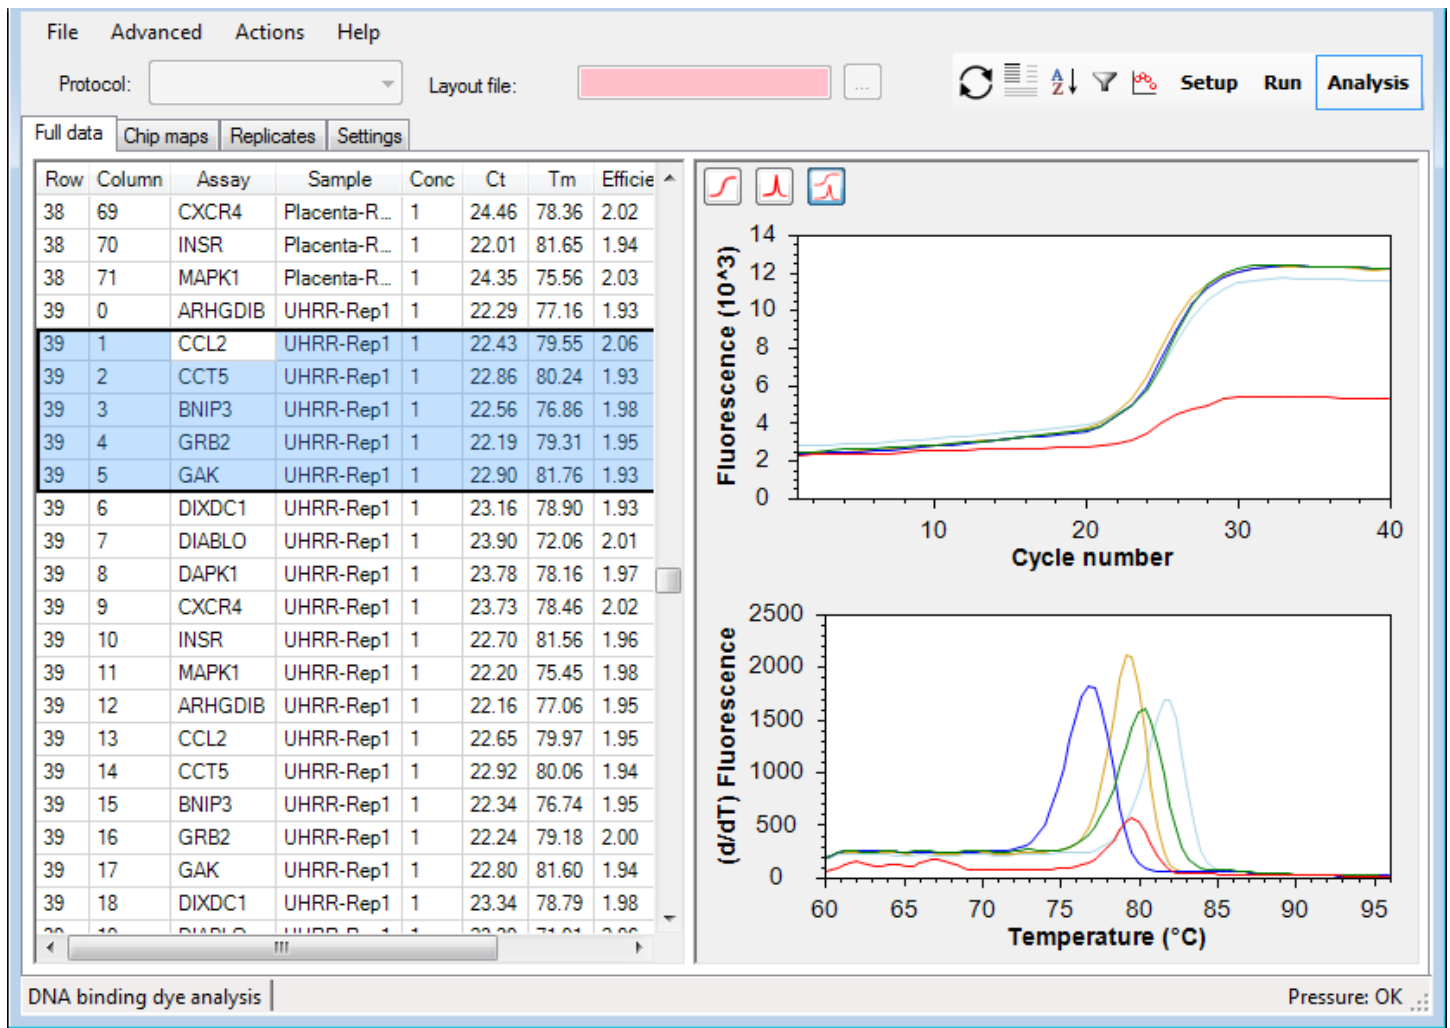 File Advanced Actions Help
Protocol: Layout file: ... Setup Run Analysis
Full data Chip maps Replicates Settings
Row Column Assay Sample Conc Ct Tm Efficie
38 69 CXCR4 Placenta-R... 1 24.46 78.36 2.02
38 70 INSR Placenta-R... 1 22.01 81.65 1.94
38 71 MAPK1 Placenta-R... 1 24.35 75.56 2.03
39 0 ARHGDIB UHRR-Rep1 1 22.29 77.16 1.93
39 1 CCL2 UHRR-Rep1 1 22.43 79.55 2.06
39 2 CCT5 UHRR-Rep1 1 22.86 80.24 1.93
39 3 BNIP3 UHRR-Rep1 1 22.56 76.86 1.98
39 4 GRB2 UHRR-Rep1 1 22.19 79.31 1.95
39 5 GAK UHRR-Rep1 1 22.90 81.76 1.93
39 6 DIXDC1 UHRR-Rep1 1 23.16 78.90 1.93
39 7 DIABLO UHRR-Rep1 1 23.90 72.06 2.01
39 8 DAPK1 UHRR-Rep1 1 23.78 78.16 1.97
39 9 CXCR4 UHRR-Rep1 1 23.73 78.46 2.02
39 10 INSR UHRR-Rep1 1 22.70 81.56 1.96
39 11 MAPK1 UHRR-Rep1 1 22.20 75.45 1.98
39 12 ARHGDIB UHRR-Rep1 1 22.16 77.06 1.95
39 13 CCL2 UHRR-Rep1 1 22.65 79.97 1.95
39 14 CCT5 UHRR-Rep1 1 22.92 80.06 1.94
39 15 BNIP3 UHRR-Rep1 1 22.34 76.74 1.95
39 16 GRB2 UHRR-Rep1 1 22.24 79.18 2.00
39 17 GAK UHRR-Rep1 1 22.80 81.60 1.94
39 18 DIXDC1 UHRR-Rep1 1 23.34 78.79 1.98
Fluorescence (10^3)
14
12
10
8
6
4
2
0
10 20 30 40
Cycle number
(d/dT) Fluorescence
2500
2000
1500
1000
500
0
60 65 70 75 80 85 90 95
Temperature (°C)
DNA binding dye analysis
Pressure: OK